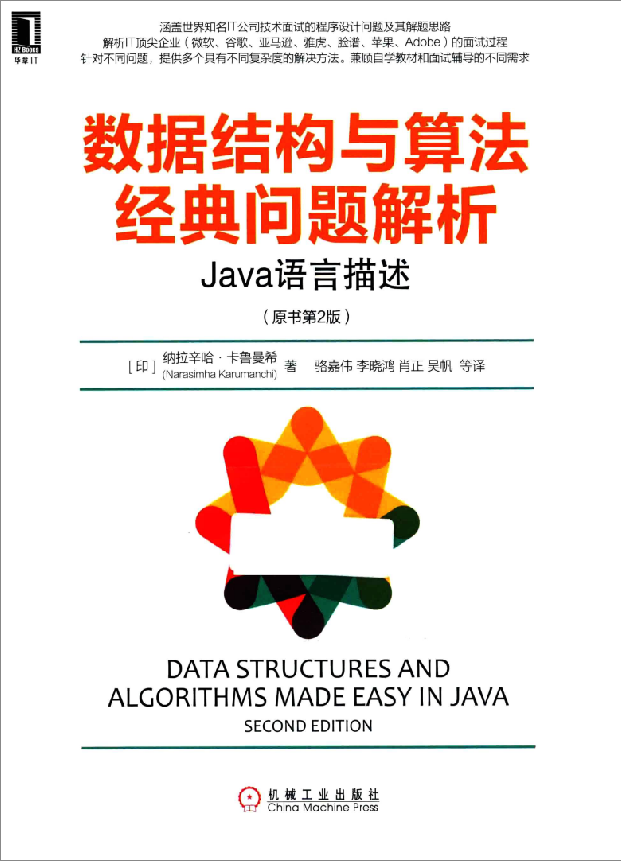 HZ Books
华章IT
涵盖世界知名IT公司技术面试的程序设计问题及其解题思路
解析IT顶尖企业（微软、谷歌、亚马逊、雅虎、脸谱、苹果、Adobe）的面试过程
针对不同问题，提供多个具有不同复杂度的解决方法。兼顾自学教材和面试辅导的不同需求
数据结构与算法
经典问题解析
Java语言描述
（原书第2版）
[印] 纳拉辛哈·卡鲁曼希 著 骆嘉伟 李晓鸿 肖正 吴帆 等译
(Narasimha Karumanchi)
DATA STRUCTURES AND
ALGORITHMS MADE EASY IN JAVA
SECOND EDITION
机械工业出版社
China Machine Press